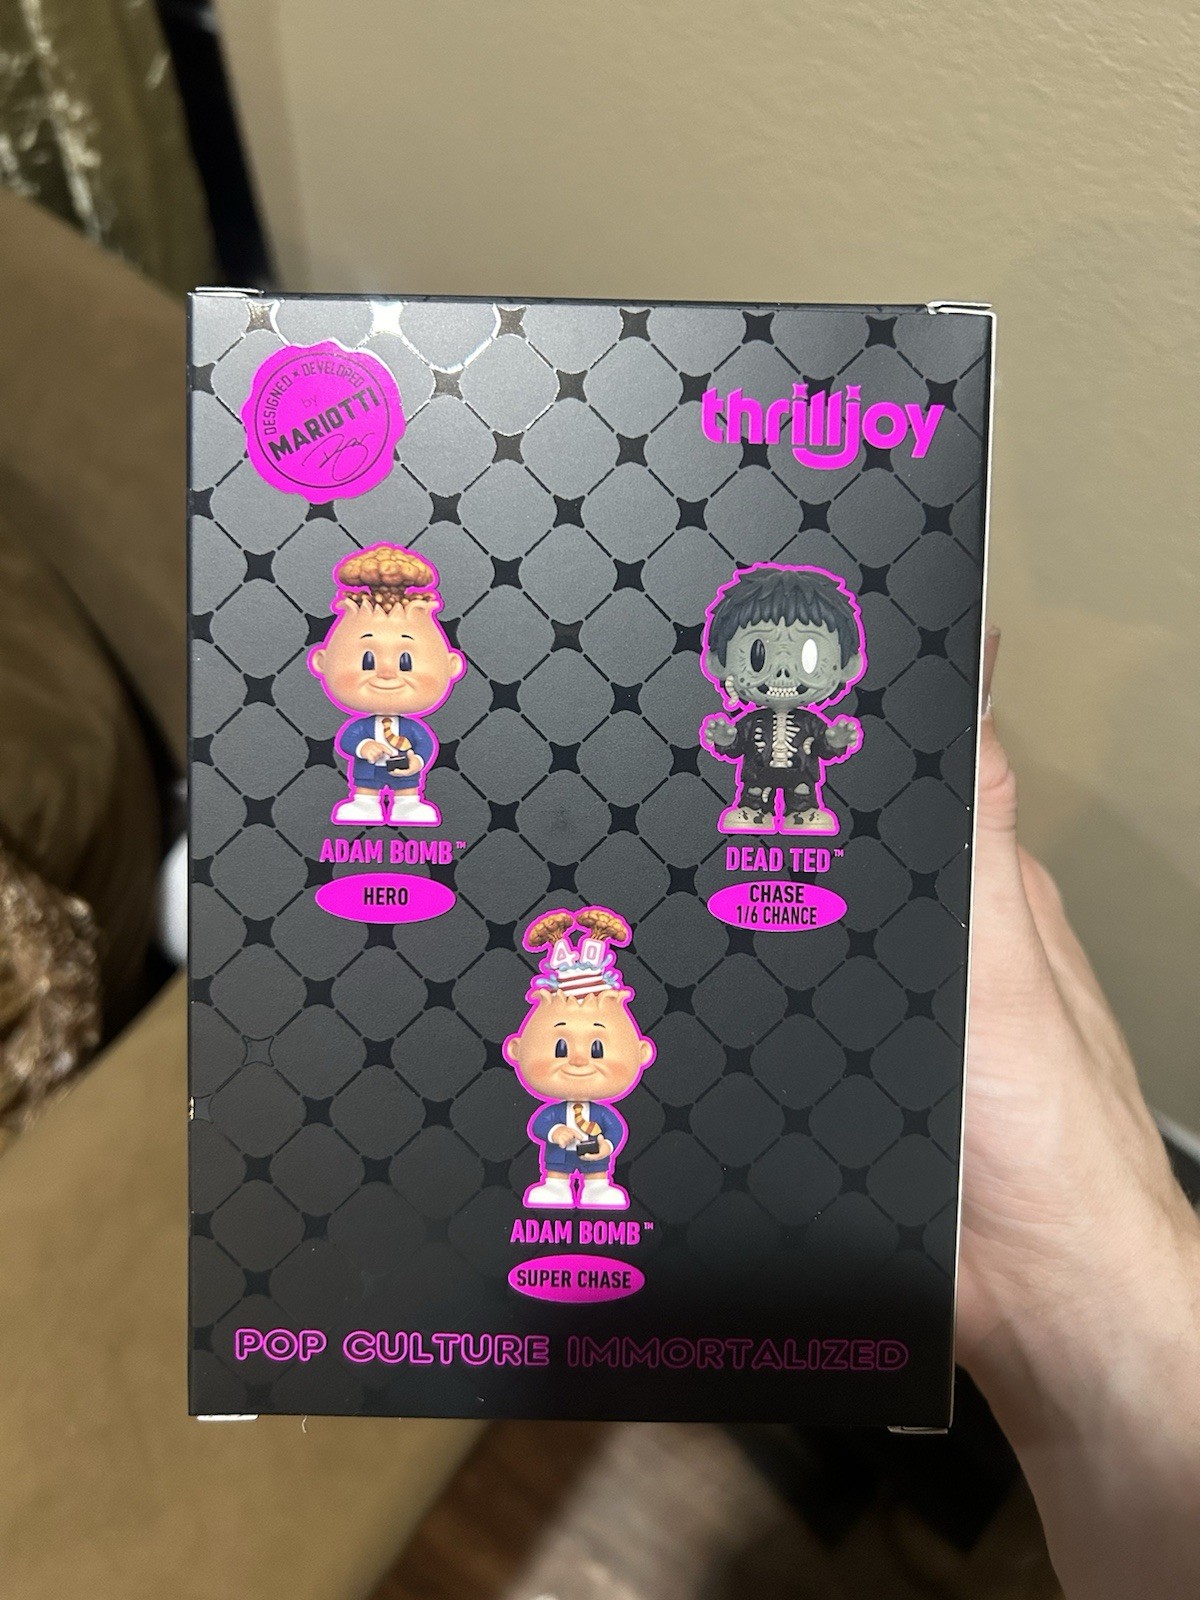 DESIGNED × DEVELOPED
by
MARIOTTI
thrilljoy
ADAM BOMB™
HERO
DEAD TED™
CHASE
1/6 CHANCE
40
ADAM BOMB™
SUPER CHASE
POP CULTURE IMMORTALIZED